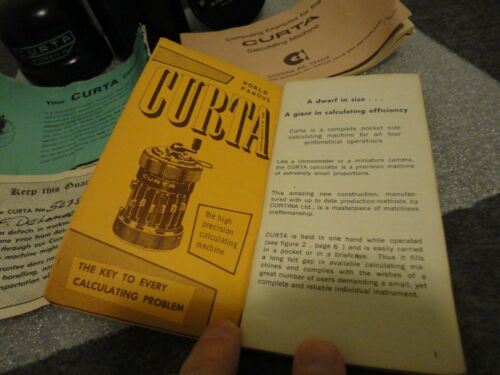 CURTA
Computing Examples for the
CURTA
Calculating Machine
CONTINA AG. VADUZ
Your CURTA
Keep this Gua
WORLD
FAMOUS
CURTA
CURTA
the high
precision
calculating
machine
THE KEY TO EVERY
CALCULATING PROBLEM
A dwarf in size . . .
A giant in calculating efficiency
Curta is a complete pocket size
calculating machine for all four
arithmetical operations
Like a chronometer or a miniature camera,
the CURTA calculator is a precision machine
of extremely small proportions.
This amazing new construction, manufac-
tured with up to date production-methods by
CONTINA Ltd., is a masterpiece of matchless
craftsmanship.
CURTA is held in one hand while operated
(see figure 2 , page 6 ) and is easily carried
in a pocket or in a briefcase. Thus it fills
a long felt gap in available calculating ma-
chines and complies with the wishes of a
great number of users demanding a small, yet
complete and reliable individual instrument.
1